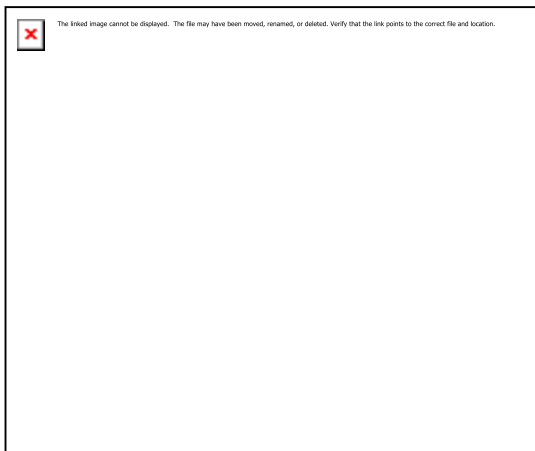 The linked image cannot be displayed.  The file may have been moved, renamed, or deleted. Verify that the link points to the correct file and location.